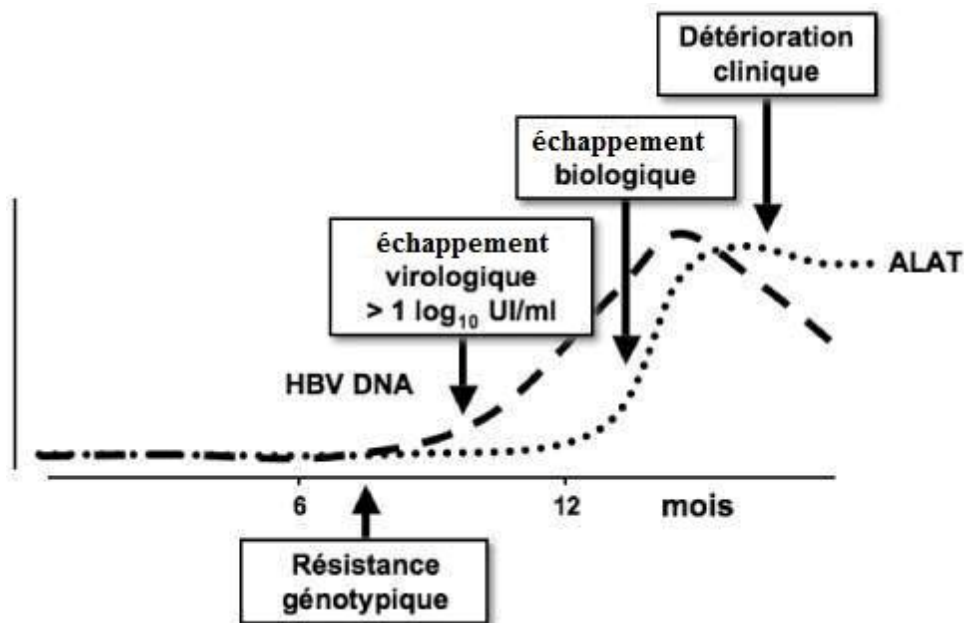 Détérioration
clinique
échappement
biologique
échappement
virologique
> 1 log₁₀ UI/ml
ALAT
HBV DNA
6
12
mois
Résistance
génotypique